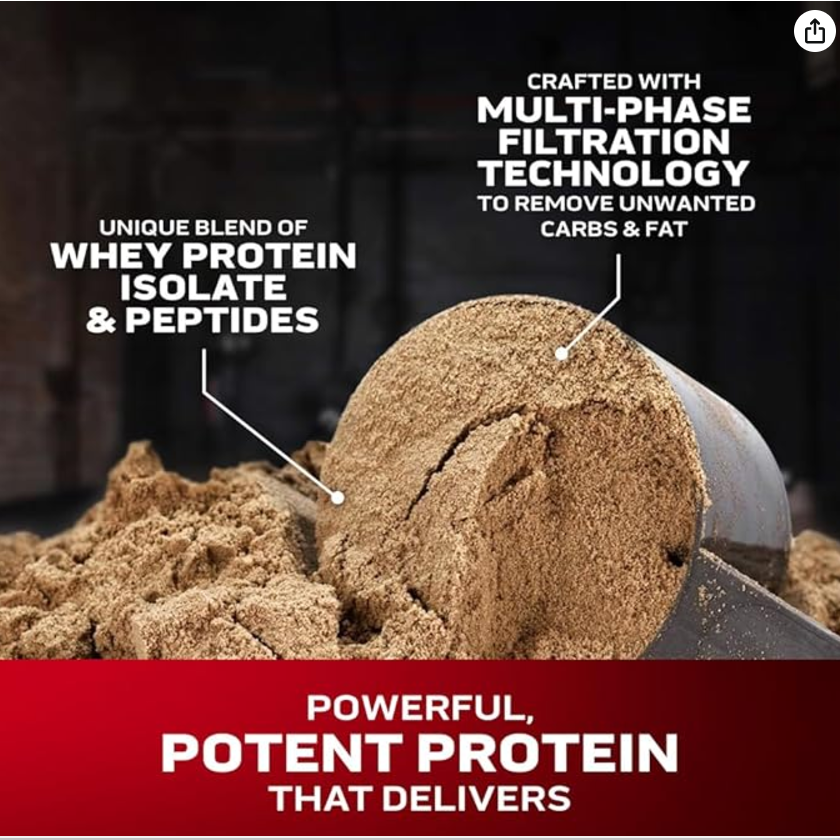 CRAFTED WITH
MULTI-PHASE
FILTRATION
TECHNOLOGY
TO REMOVE UNWANTED
CARBS & FAT
UNIQUE BLEND OF
WHEY PROTEIN
ISOLATE
& PEPTIDES
POWERFUL,
POTENT PROTEIN
THAT DELIVERS